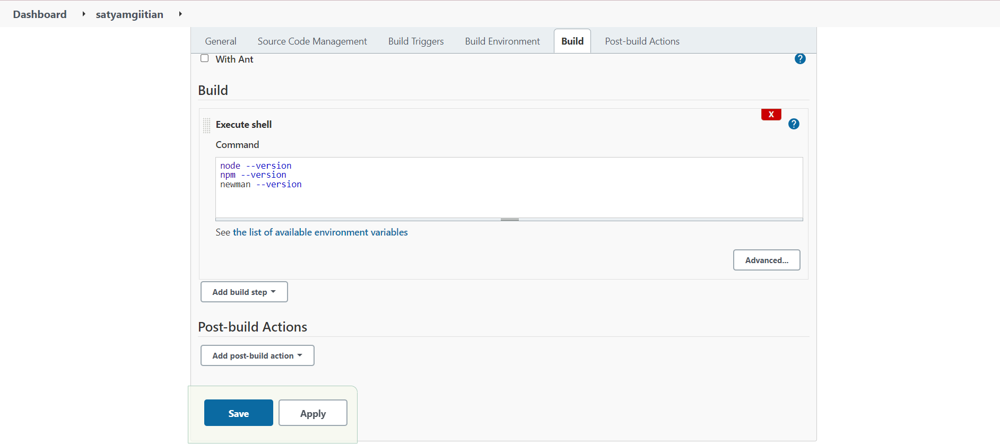 Dashboard satyamgiitian
General Source Code Management Build Triggers Build Environment Build Post-build Actions
With Ant ?
Build
X
Execute shell ?
Command
node --version
npm --version
newman --version
See the list of available environment variables
Advanced...
Add build step
Post-build Actions
Add post-build action
Save Apply